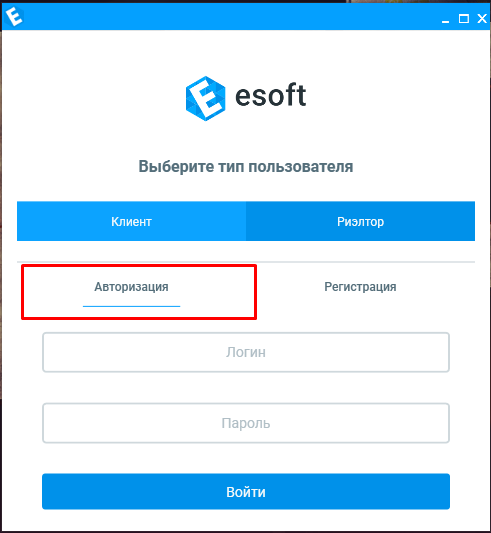 esoft
Выберите тип пользователя
Клиент Риэлтор
Авторизация Регистрация
Логин
Пароль
Войти